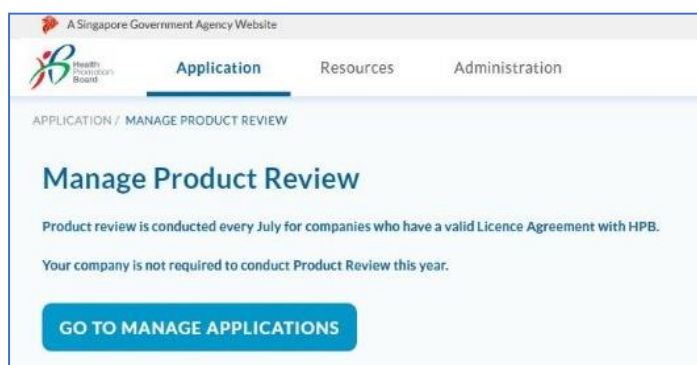 A Singapore Government Agency Website
Health
Promotion
Board
Application
Resources
Administration
APPLICATION / MANAGE PRODUCT REVIEW
Manage Product Review
Product review is conducted every July for companies who have a valid Licence Agreement with HPB.
Your company is not required to conduct Product Review this year.
GO TO MANAGE APPLICATIONS